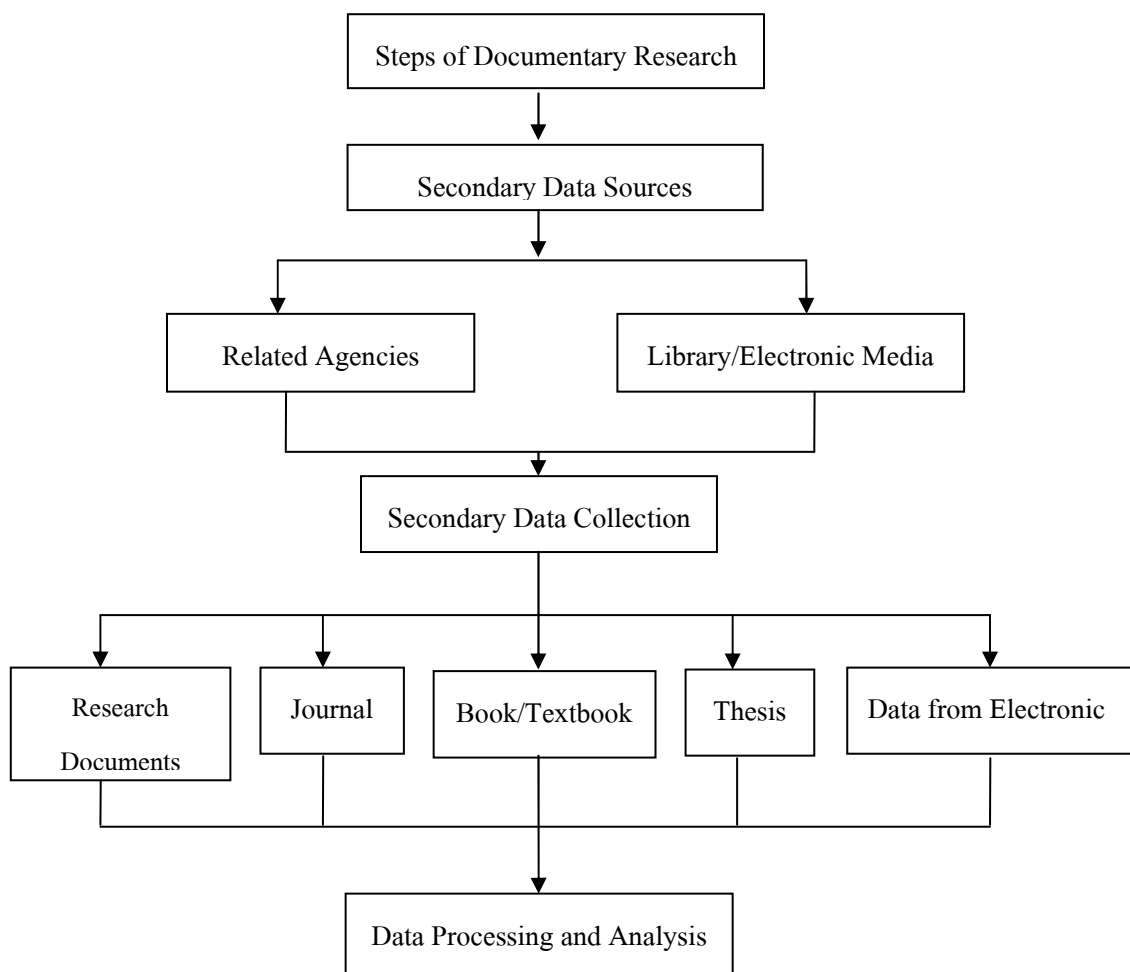 Steps of Documentary Research
Secondary Data Sources
Related Agencies
Library/Electronic Media
Secondary Data Collection
Research
Documents
Journal
Book/Textbook
Thesis
Data from Electronic
Data Processing and Analysis